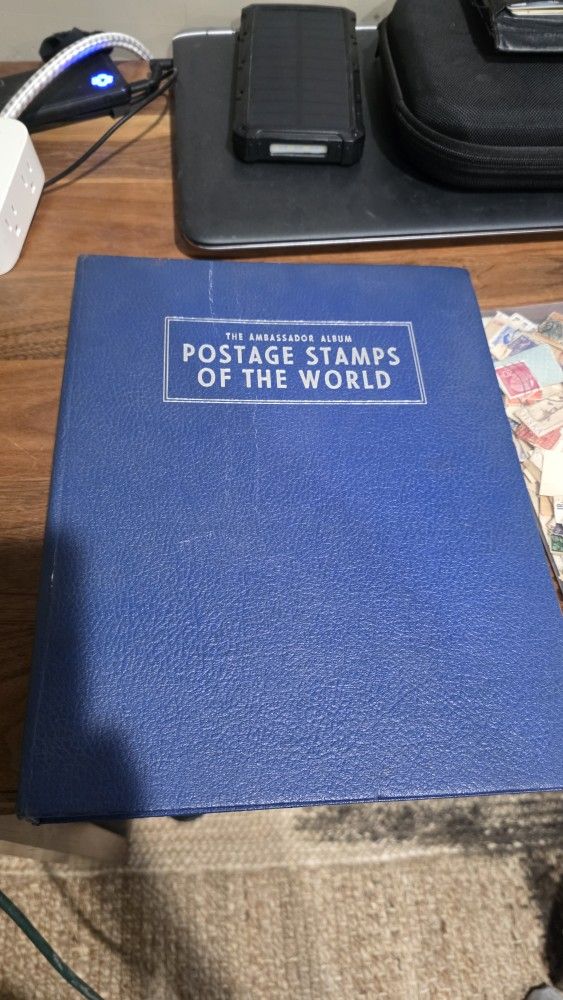 THE AMBASSADOR ALBUM
POSTAGE STAMPS
OF THE WORLD